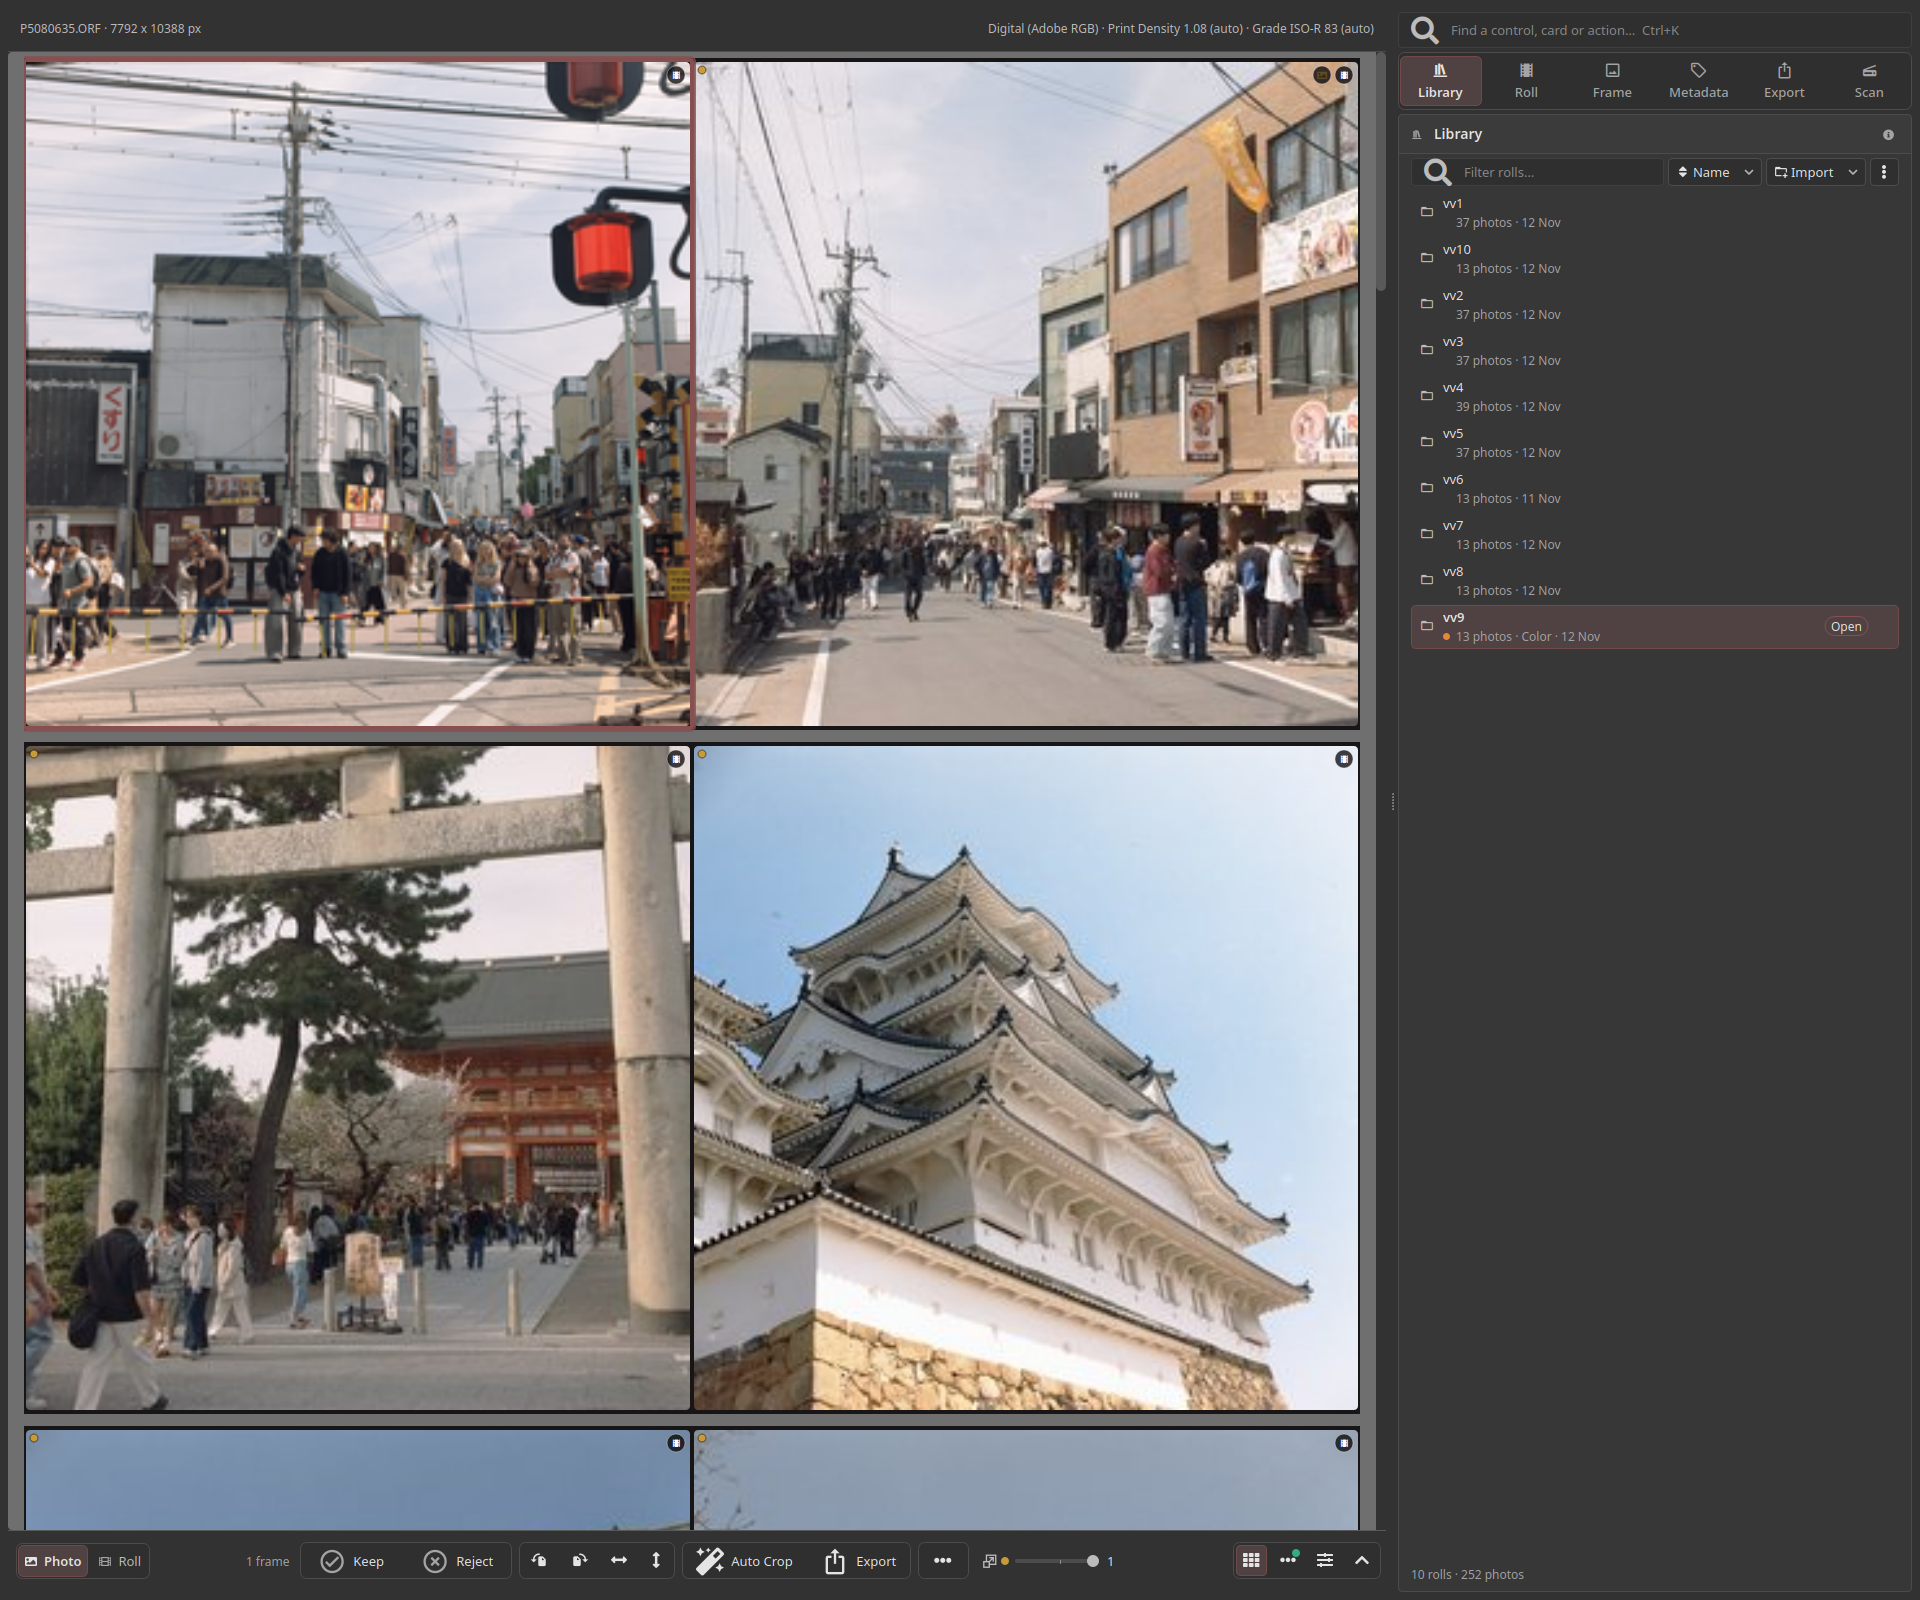 P5080635.ORF · 7792 x 10388 px
Digital (Adobe RGB) · Print Density 1.08 (auto) · Grade ISO-R 83 (auto)
Find a control, card or action... Ctrl+K
Library
Roll
Frame
Metadata
Export
Scan
Library
Filter rolls...
Name
Import
vv1
37 photos · 12 Nov
vv10
13 photos · 12 Nov
vv2
37 photos · 12 Nov
vv3
37 photos · 12 Nov
vv4
39 photos · 12 Nov
vv5
37 photos · 12 Nov
vv6
13 photos · 11 Nov
vv7
13 photos · 12 Nov
vv8
13 photos · 12 Nov
vv9
13 photos · Color · 12 Nov
Open
10 rolls · 252 photos
くすり
Kin
Photo
Roll
1 frame
Keep
Reject
Auto Crop
Export
1